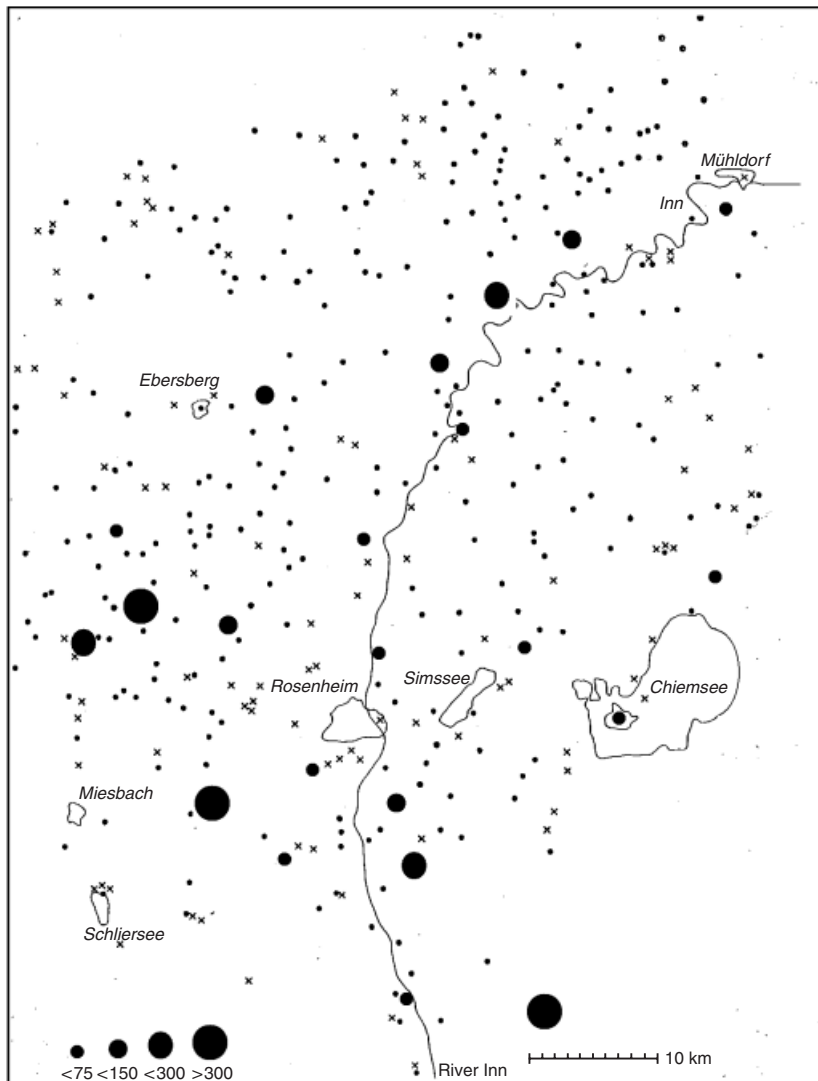 Mühldorf
Inn
Ebersberg
Rosenheim
Simssee
Chiemsee
Miesbach
Schliersee
<75 <150 <300 >300
River Inn
10 km